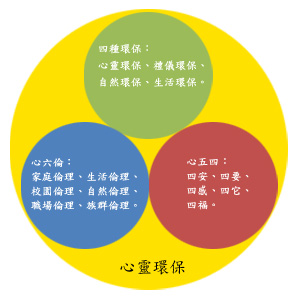 四種環保：
心靈環保、禮儀環保、
自然環保、生活環保。
心六倫：
家庭倫理、生活倫理、
校園倫理、自然倫理、
職場倫理、族群倫理。
心五四：
四安、四要、
四感、四它、
四福。
心靈環保